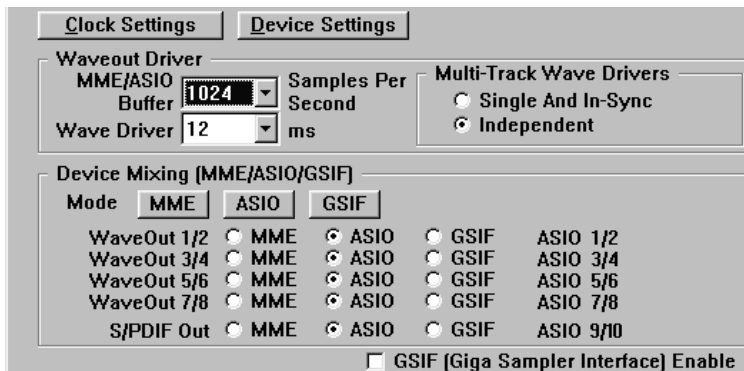 Clock Settings Device Settings
Waveout Driver
MME/ASIO Buffer 1024 Samples Per Second
Wave Driver 12 ms
Multi-Track Wave Drivers
Single And In-Sync
Independent
Device Mixing (MME/ASIO/GSIF)
Mode MME ASIO GSIF
WaveOut 1/2 MME ASIO GSIF ASIO 1/2
WaveOut 3/4 MME ASIO GSIF ASIO 3/4
WaveOut 5/6 MME ASIO GSIF ASIO 5/6
WaveOut 7/8 MME ASIO GSIF ASIO 7/8
S/PDIF Out MME ASIO GSIF ASIO 9/10
GSIF (Giga Sampler Interface) Enable